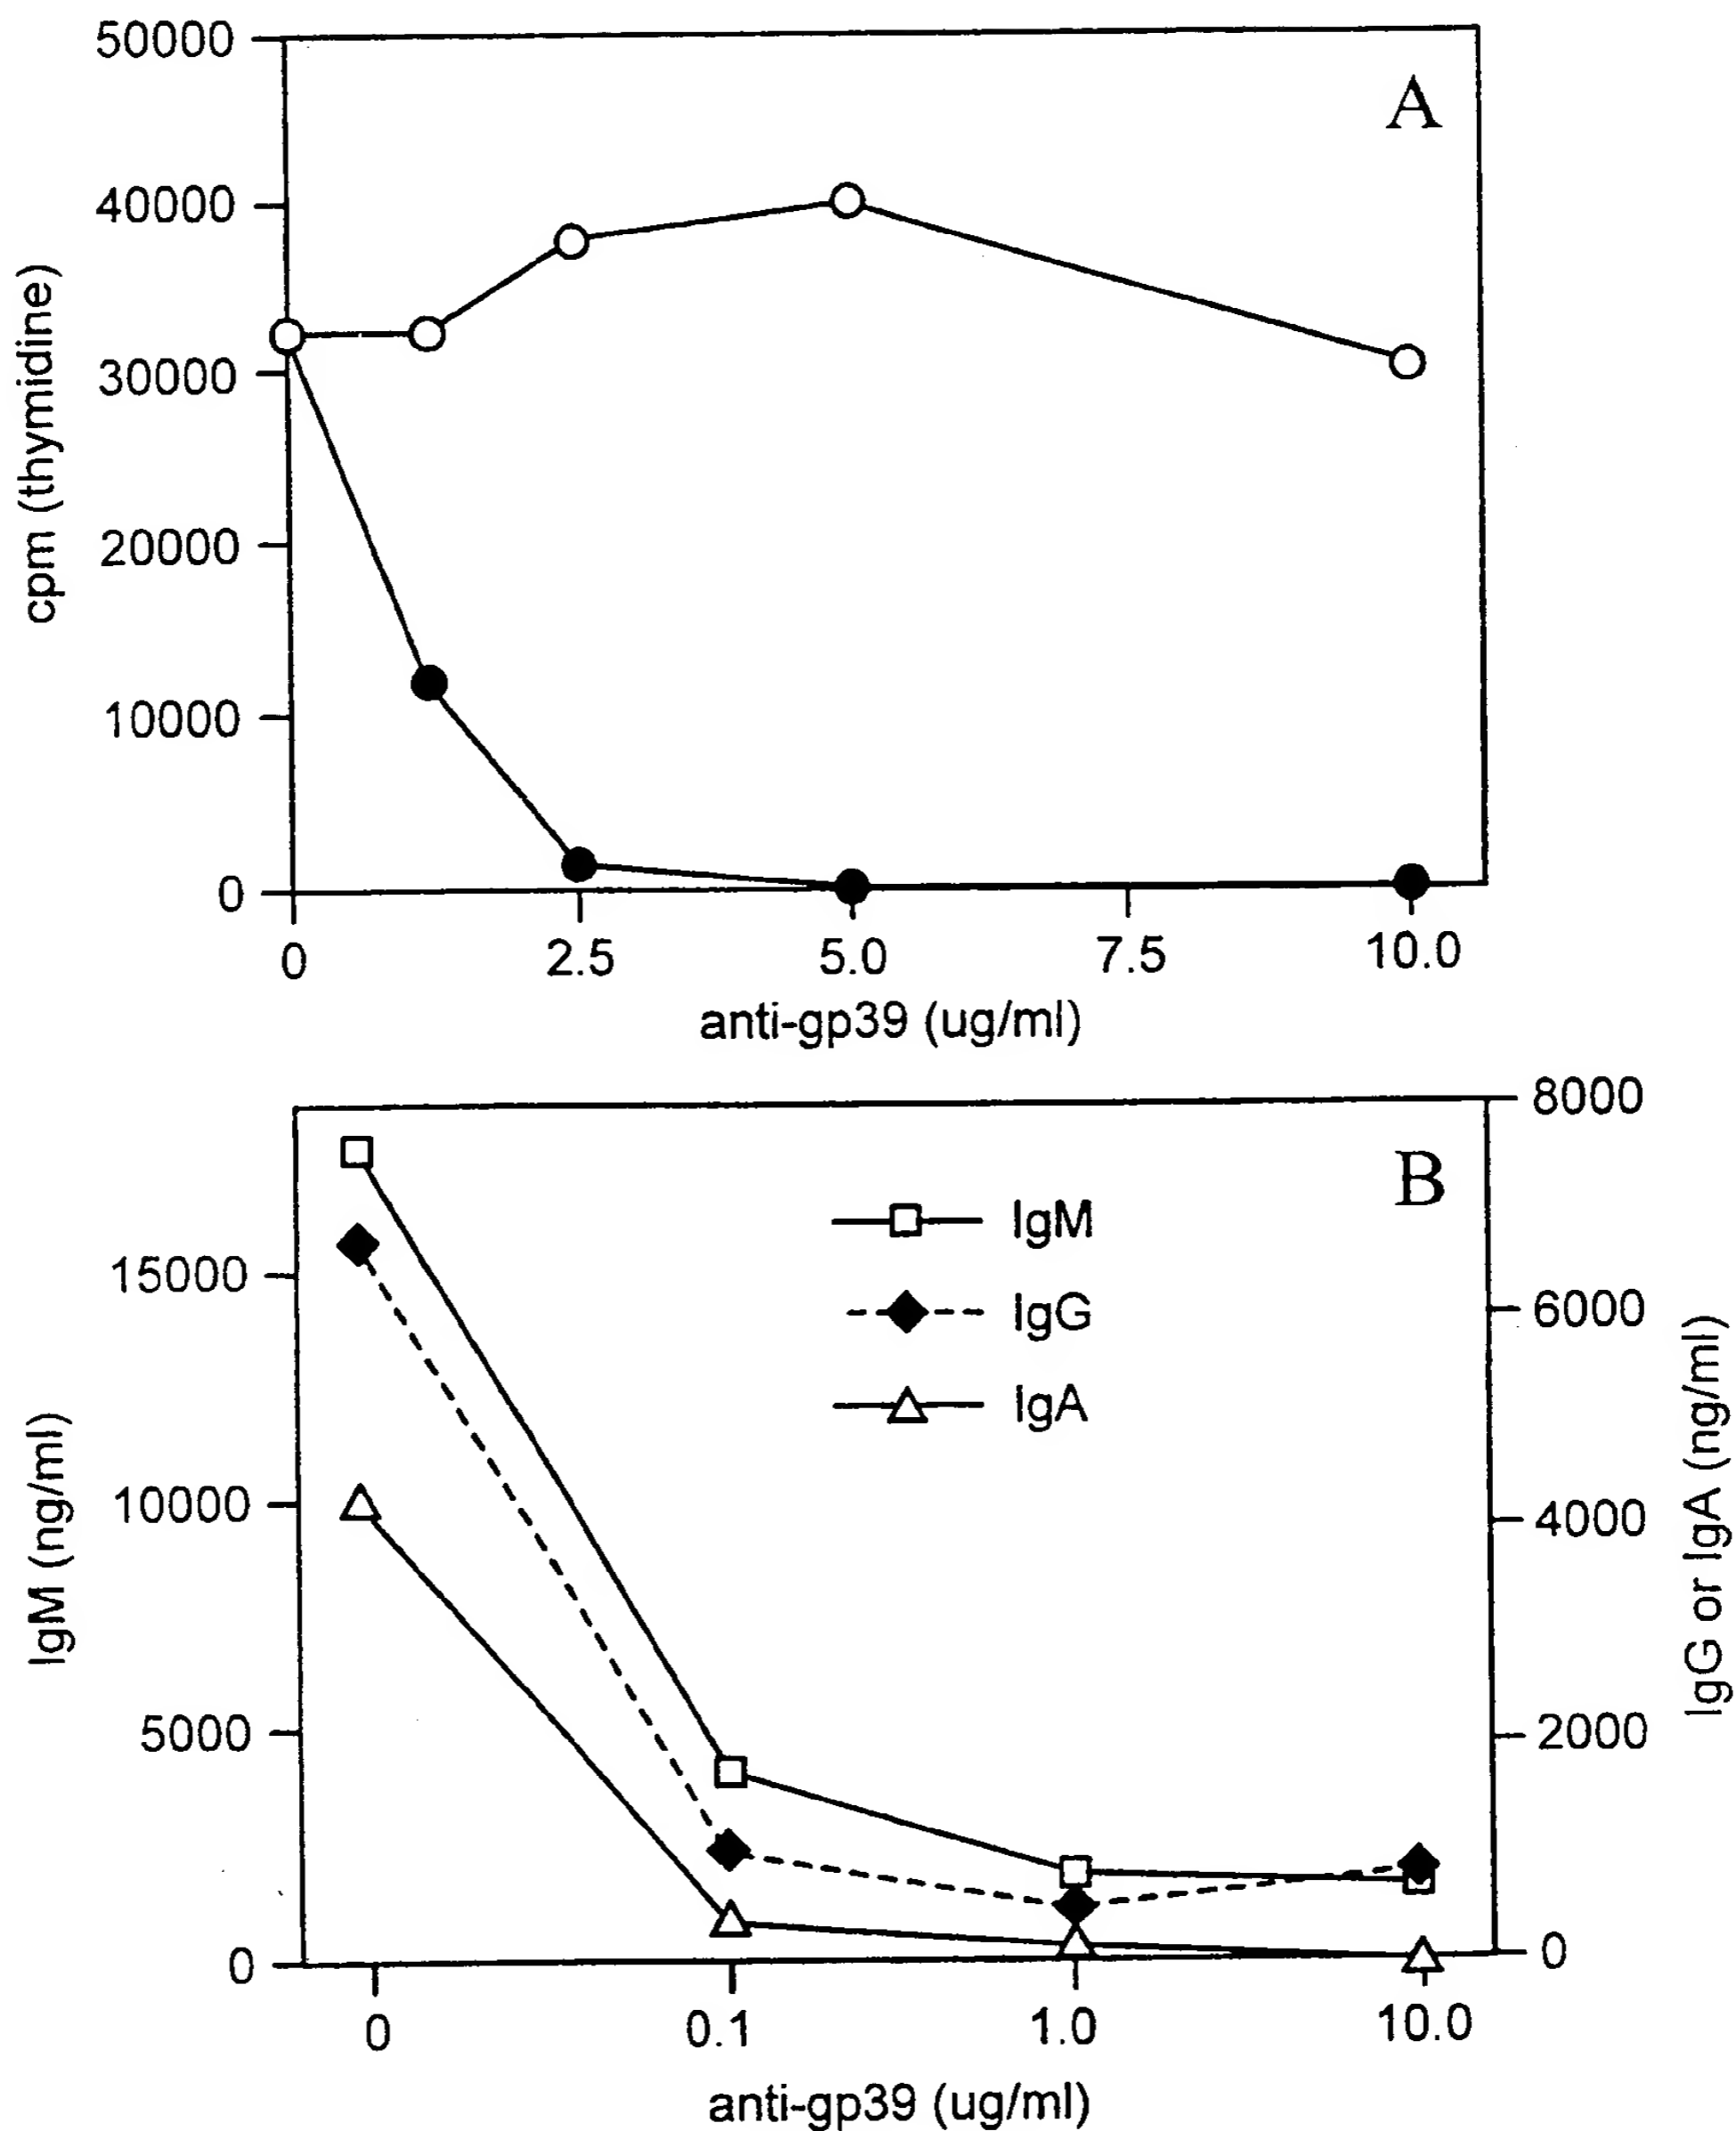 A
50000
40000
30000
20000
10000
0
cpm (thymidine)
0 2.5 5.0 7.5 10.0
anti-gp39 (ug/ml)
B
IgM
IgG
IgA
15000
10000
5000
0
IgM (ng/ml)
8000
6000
4000
2000
0
IgG or IgA (ng/ml)
0 0.1 1.0 10.0
anti-gp39 (ug/ml)